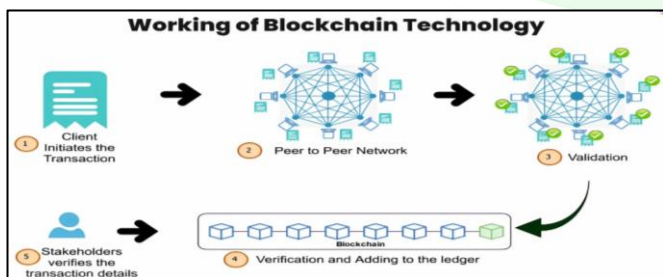 Working of Blockchain Technology
1
Client
Initiates the
Transaction
2
Peer to Peer Network
3
Validation
Blockchain
4
Verification and Adding to the ledger
5
Stakeholders
verifies the
transaction details